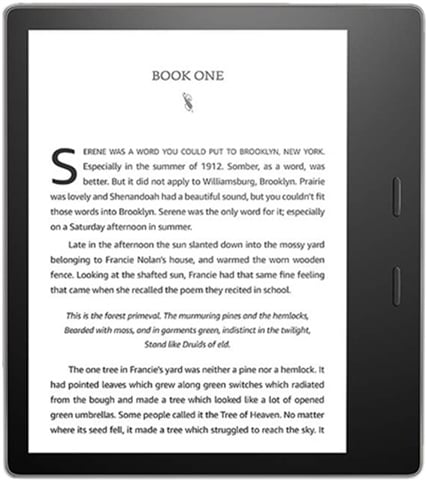 BOOK ONE
SERENE WAS A WORD YOU COULD PUT TO BROOKLYN, NEW YORK.
Especially in the summer of 1912. Somber, as a word, was
better. But it did not apply to Williamsburg, Brooklyn. Prairie
was lovely and Shenandoah had a beautiful sound, but you couldn't fit
those words into Brooklyn. Serene was the only word for it; especially
on a Saturday afternoon in summer.
Late in the afternoon the sun slanted down into the mossy yard
belonging to Francie Nolan's house, and warmed the worn wooden
fence. Looking at the shafted sun, Francie had that same fine feeling
that came when she recalled the poem they recited in school.
This is the forest primeval. The murmuring pines and the hemlocks,
Bearded with moss, and in garments green, indistinct in the twilight,
Stand like Druids of eld.
The one tree in Francie's yard was neither a pine nor a hemlock. It
had pointed leaves which grew along green switches which radiated
from the bough and made a tree which looked like a lot of opened
green umbrellas. Some people called it the Tree of Heaven. No matter
where its seed fell, it made a tree which struggled to reach the sky. It